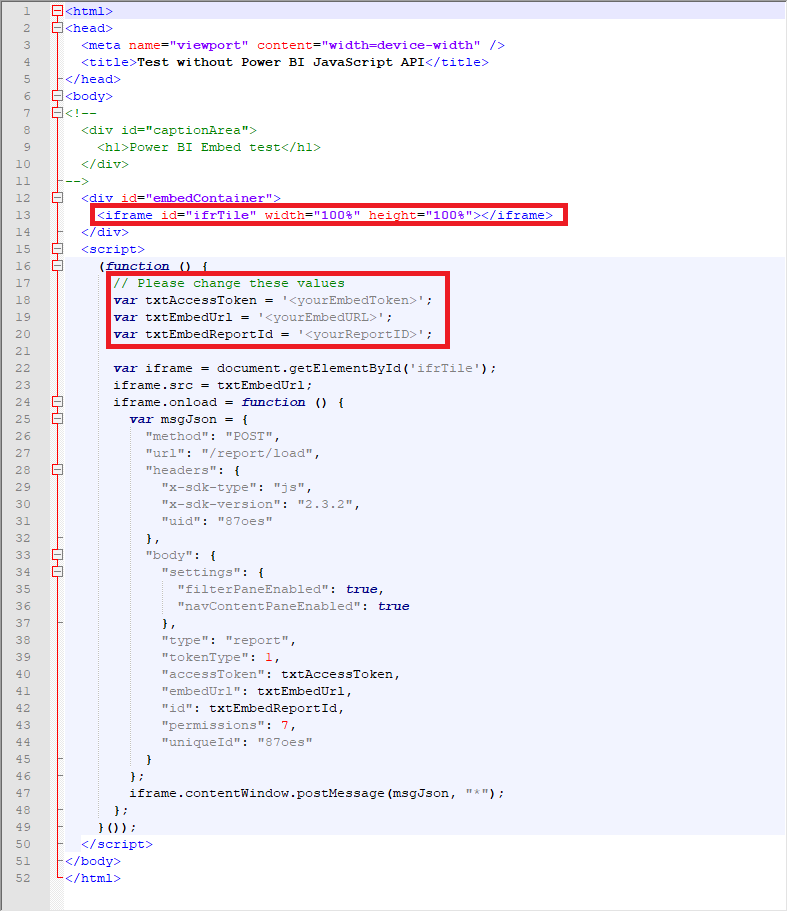 1 <html>
2 <head>
3 <meta name="viewport" content="width=device-width" />
4 <title>Test without Power BI JavaScript API</title>
5 </head>
6 <body>
7 <!--
8 <div id="captionArea">
9 <h1>Power BI Embed test</h1>
10 </div>
11 -->
12 <div id="embedContainer">
13 <iframe id="ifrTile" width="100%" height="100%"></iframe>
14 </div>
15 <script>
16 (function () {
17 // Please change these values
18 var txtAccessToken = '<yourEmbedToken>';
19 var txtEmbedUrl = '<yourEmbedURL>';
20 var txtEmbedReportId = '<yourReportID>';
21
22 var iframe = document.getElementById('ifrTile');
23 iframe.src = txtEmbedUrl;
24 iframe.onload = function () {
25 var msgJson = {
26 "method": "POST",
27 "url": "/report/load",
28 "headers": {
29 "x-sdk-type": "js",
30 "x-sdk-version": "2.3.2",
31 "uid": "87oes"
32 },
33 "body": {
34 "settings": {
35 "filterPaneEnabled": true,
36 "navContentPaneEnabled": true
37 },
38 "type": "report",
39 "tokenType": 1,
40 "accessToken": txtAccessToken,
41 "embedUrl": txtEmbedUrl,
42 "id": txtEmbedReportId,
43 "permissions": 7,
44 "uniqueId": "87oes"
45 }
46 };
47 iframe.contentWindow.postMessage(msgJson, "*");
48 };
49 }());
50 </script>
51 </body>
52 </html>